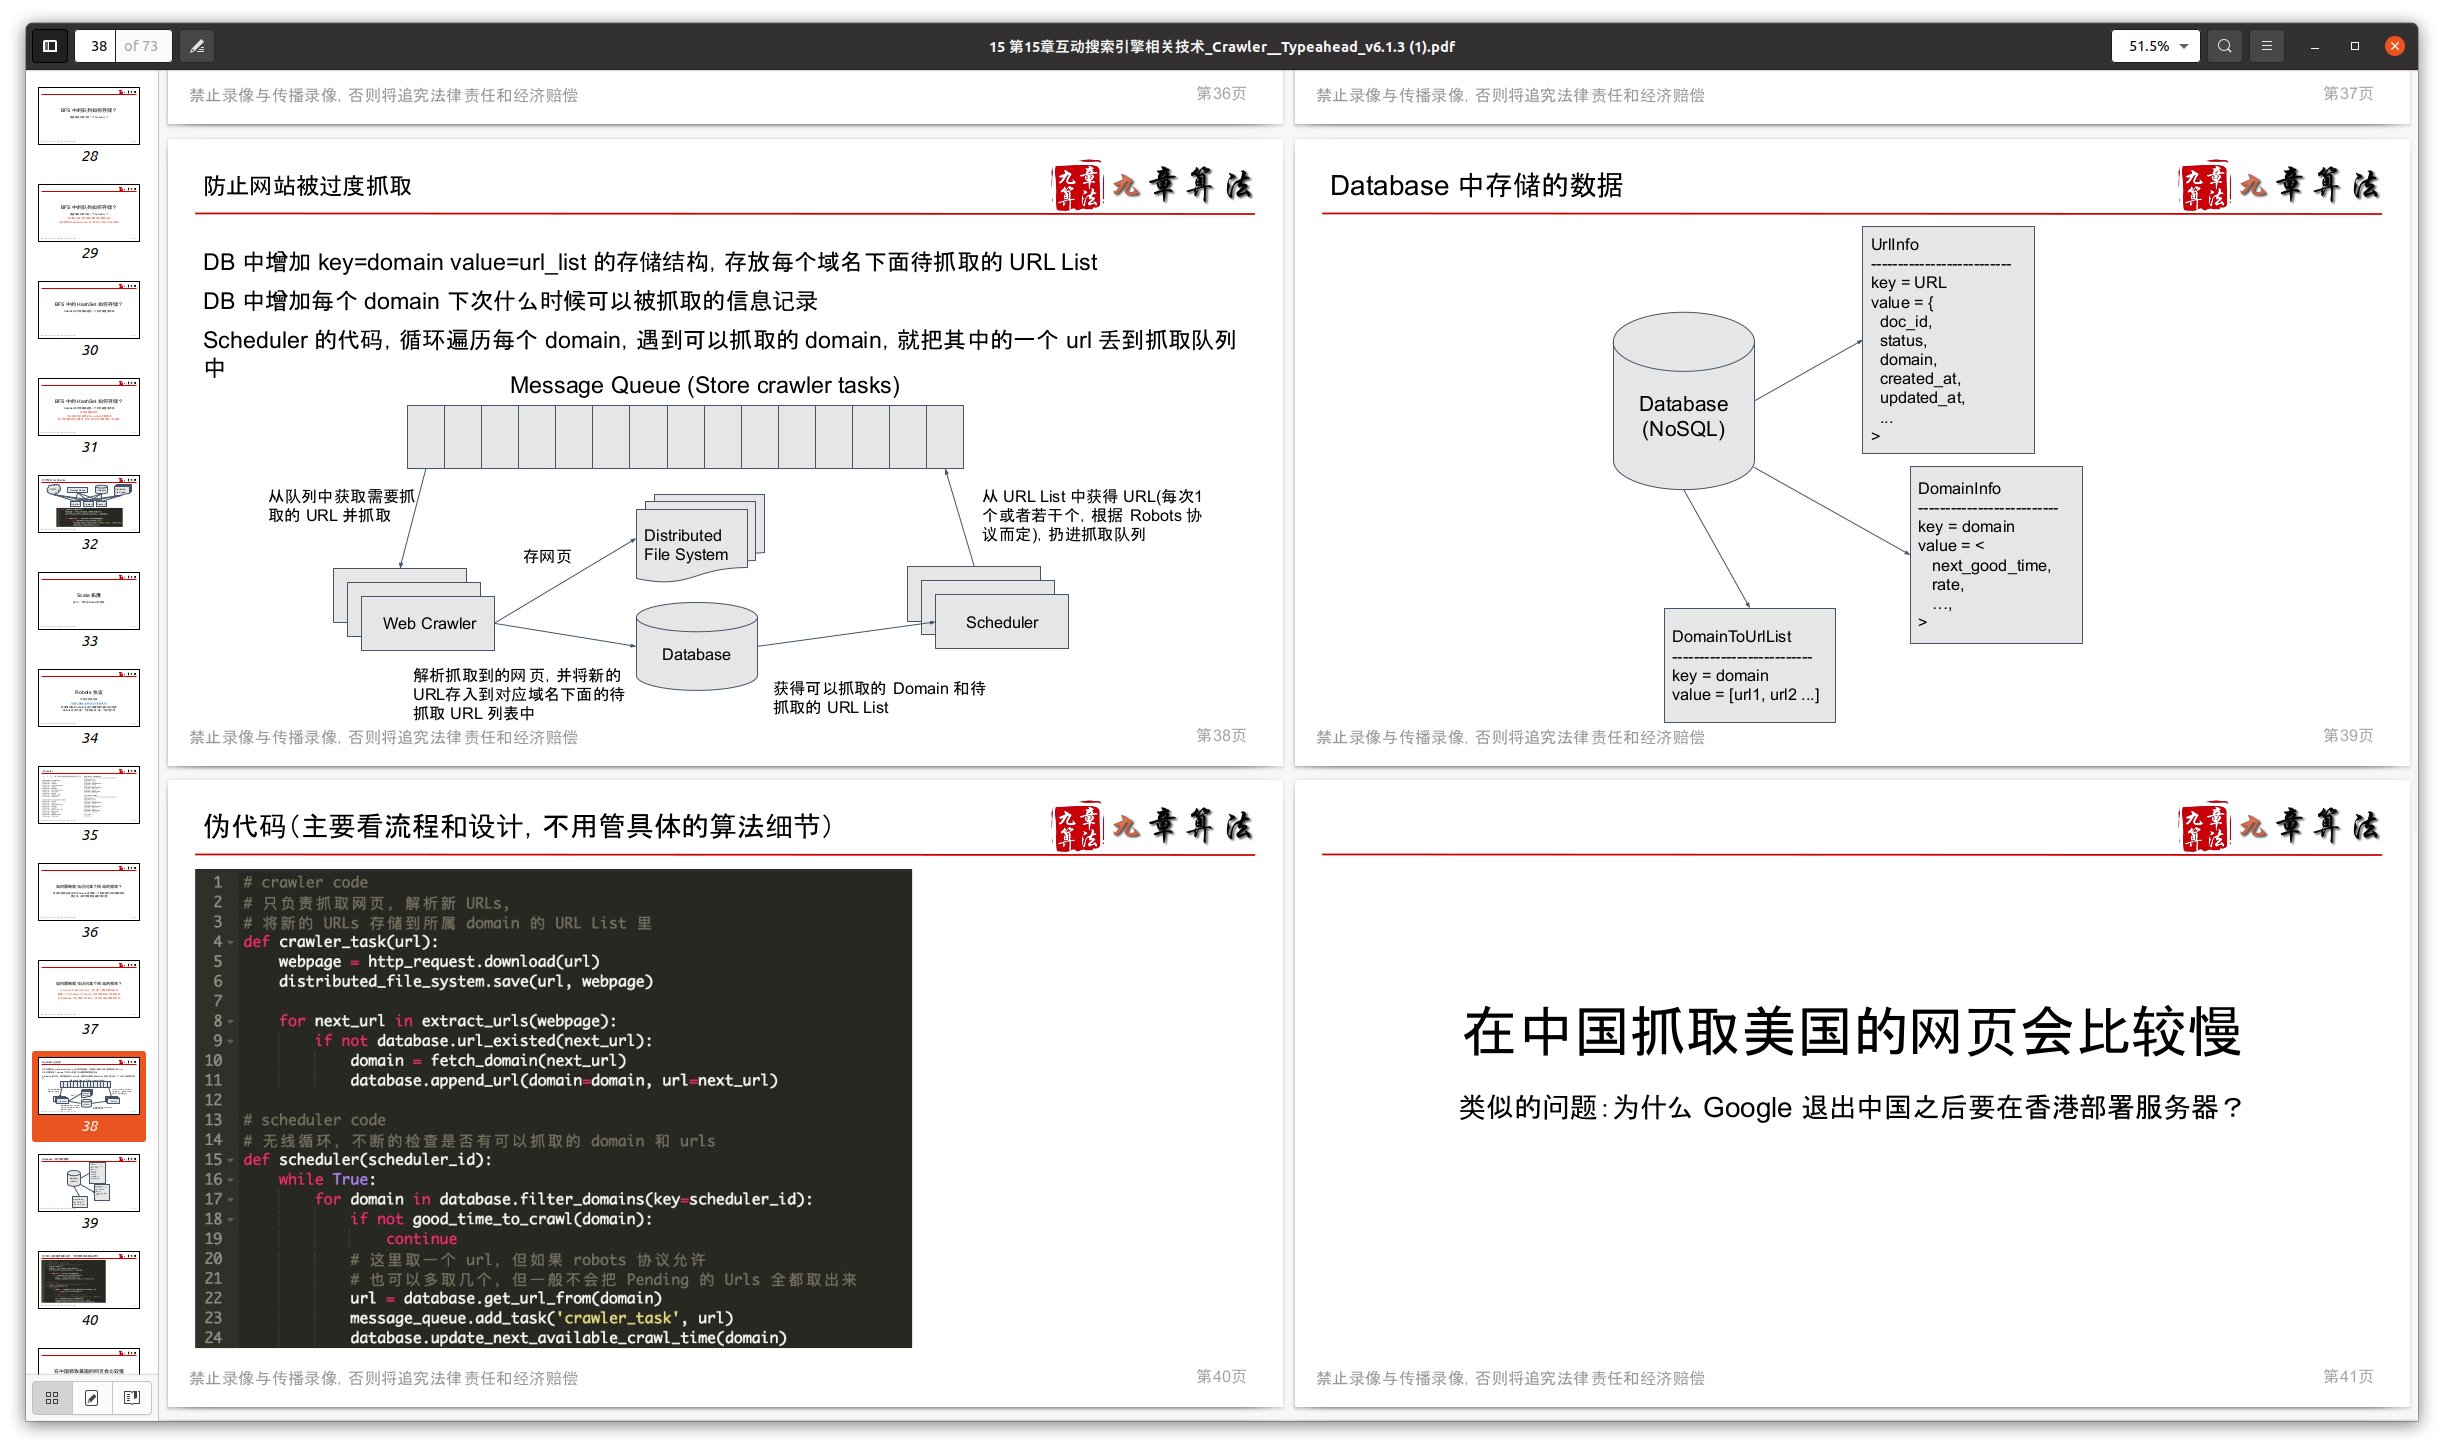 38 of 73
15 第15章互动搜索引擎相关技术_Crawler__Typeahead_v6.1.3 (1).pdf
51.5%
28
29
30
31
32
33
34
35
36
37
38
39
40
禁止录像与传播录像, 否则将追究法律责任和经济赔偿
第36页
禁止录像与传播录像, 否则将追究法律责任和经济赔偿
第37页
防止网站被过度抓取
九章算法
九章算法
DB 中增加 key=domain value=url_list 的存储结构, 存放每个域名下面待抓取的 URL List
DB 中增加每个 domain 下次什么时候可以被抓取的信息记录
Scheduler 的代码, 循环遍历每个 domain, 遇到可以抓取的 domain, 就把其中的一个 url 丢到抓取队列
中
Message Queue (Store crawler tasks)
从队列中获取需要抓
取的 URL 并抓取
存网页
Distributed
File System
从 URL List 中获得 URL(每次1
个或者若干个, 根据 Robots 协
议而定), 扔进抓取队列
Web Crawler
Database
Scheduler
解析抓取到的网页, 并将新的
URL存入到对应域名下面的待
抓取 URL 列表中
获得可以抓取的 Domain 和待
抓取的 URL List
禁止录像与传播录像, 否则将追究法律责任和经济赔偿
第38页
Database 中存储的数据
九章算法
九章算法
Database
(NoSQL)
UrlInfo
--------------------------
key = URL
value = {
doc_id,
status,
domain,
created_at,
updated_at,
...
>
DomainInfo
--------------------------
key = domain
value = <
next_good_time,
rate,
...,
>
DomainToUrlList
--------------------------
key = domain
value = [url1, url2 ...]
禁止录像与传播录像, 否则将追究法律责任和经济赔偿
第39页
伪代码(主要看流程和设计, 不用管具体的算法细节)
九章算法
九章算法
1 # crawler code
2 # 只负责抓取网页, 解析新 URLs,
3 # 将新的 URLs 存储到所属 domain 的 URL List 里
4 def crawler_task(url):
5 webpage = http_request.download(url)
6 distributed_file_system.save(url, webpage)
7
8 for next_url in extract_urls(webpage):
9 if not database.url_existed(next_url):
10 domain = fetch_domain(next_url)
11 database.append_url(domain=domain, url=next_url)
12
13 # scheduler code
14 # 无线循环, 不断的检查是否有可以抓取的 domain 和 urls
15 def scheduler(scheduler_id):
16 while True:
17 for domain in database.filter_domains(key=scheduler_id):
18 if not good_time_to_crawl(domain):
19 continue
20 # 这里取一个 url, 但如果 robots 协议允许
21 # 也可以多取几个, 但一般不会把 Pending 的 Urls 全都取出来
22 url = database.get_url_from(domain)
23 message_queue.add_task('crawler_task', url)
24 database.update_next_available_crawl_time(domain)
禁止录像与传播录像, 否则将追究法律责任和经济赔偿
第40页
九章算法
九章算法
在中国抓取美国的网页会比较慢
类似的问题：为什么 Google 退出中国之后要在香港部署服务器？
禁止录像与传播录像, 否则将追究法律责任和经济赔偿
第41页